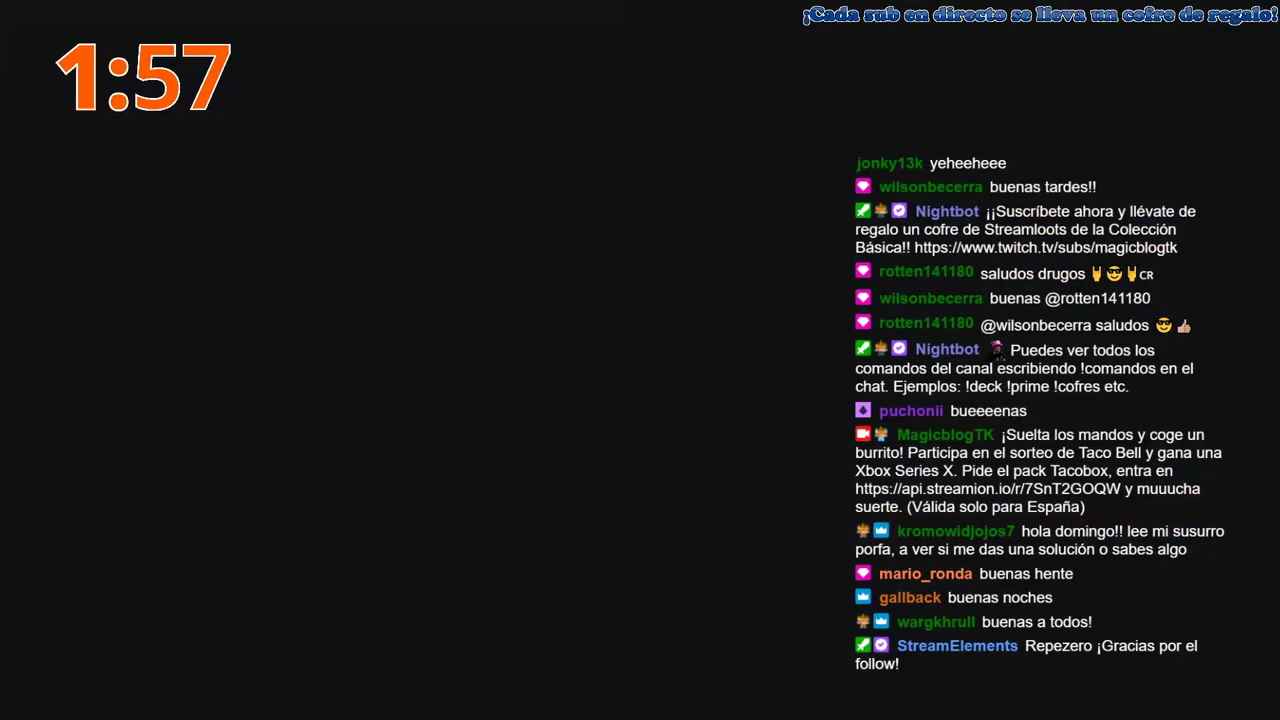 ¡Cada sub en directo se lleva un cofre de regalo!
1:57
jonky13k yeheeheee
wilsonbecerra buenas tardes!!
Nightbot ¡¡Suscríbete ahora y llévate de
regalo un cofre de Streamloots de la Colección
Básica!! https://www.twitch.tv/subs/magicblogtk
rotten141180 saludos drugos 🤘😎🤘CR
wilsonbecerra buenas @rotten141180
rotten141180 @wilsonbecerra saludos 😎👍🏼
Nightbot Puedes ver todos los
comandos del canal escribiendo !comandos en el
chat. Ejemplos: !deck !prime !cofres etc.
puchonii bueeeenas
MagicblogTK ¡Suelta los mandos y coge un
burrito! Participa en el sorteo de Taco Bell y gana una
Xbox Series X. Pide el pack Tacobox, entra en
https://api.streamion.io/r/7SnT2GOQW y muuucha
suerte. (Válida solo para España)
kromowidjojos7 hola domingo!! lee mi susurro
porfa, a ver si me das una solución o sabes algo
mario_ronda buenas hente
gallback buenas noches
wargkhrull buenas a todos!
StreamElements Repezero ¡Gracias por el
follow!